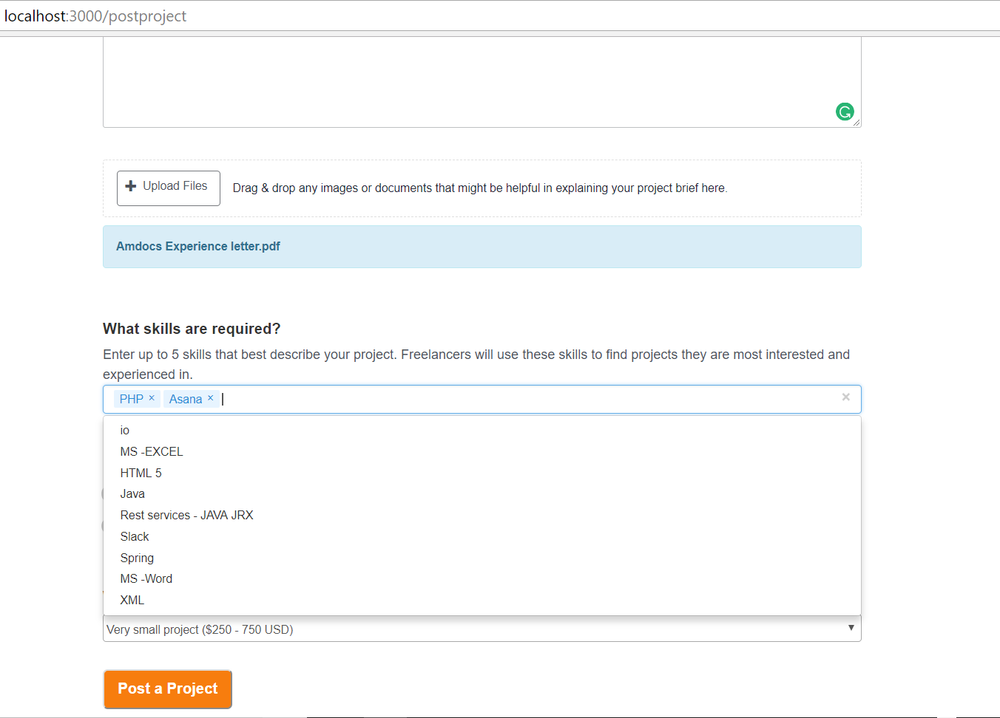 localhost:3000/postproject
Upload Files
Drag & drop any images or documents that might be helpful in explaining your project brief here.
Amdocs Experience letter.pdf
What skills are required?
Enter up to 5 skills that best describe your project. Freelancers will use these skills to find projects they are most interested and
experienced in.
PHP × Asana ×
io
MS -EXCEL
HTML 5
Java
Rest services - JAVA JRX
Slack
Spring
MS -Word
XML
Very small project ($250 - 750 USD)
Post a Project